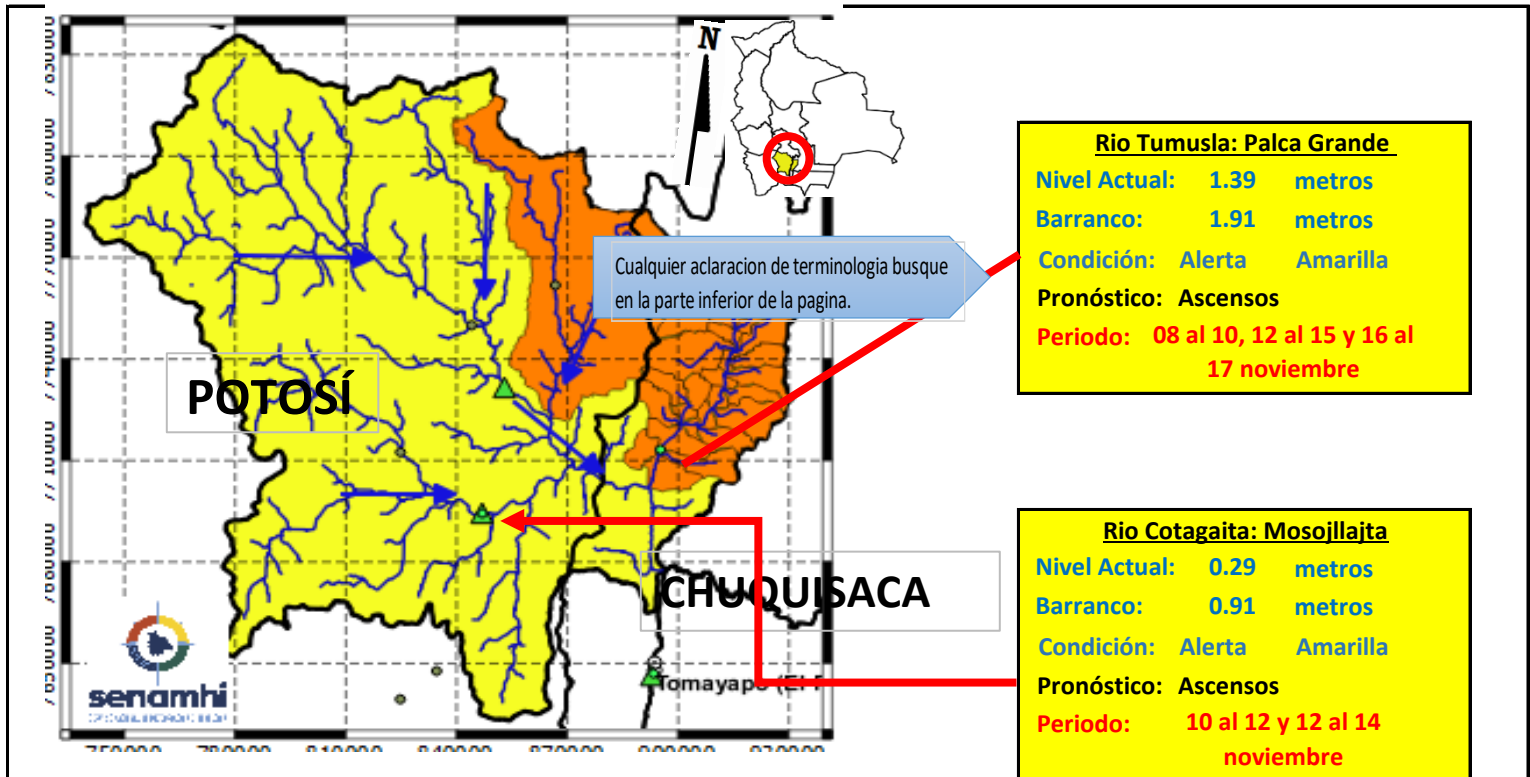 N
Cualquier aclaracion de terminologia busque
en la parte inferior de la pagina.
POTOSÍ
CHUQUISACA
Tomayapo (El
senamhi
Rio Tumusla: Palca Grande
Nivel Actual: 1.39 metros
Barranco: 1.91 metros
Condición: Alerta Amarilla
Pronóstico: Ascensos
Periodo: 08 al 10, 12 al 15 y 16 al
17 noviembre
Rio Cotagaita: Mosojllajta
Nivel Actual: 0.29 metros
Barranco: 0.91 metros
Condición: Alerta Amarilla
Pronóstico: Ascensos
Periodo: 10 al 12 y 12 al 14
noviembre